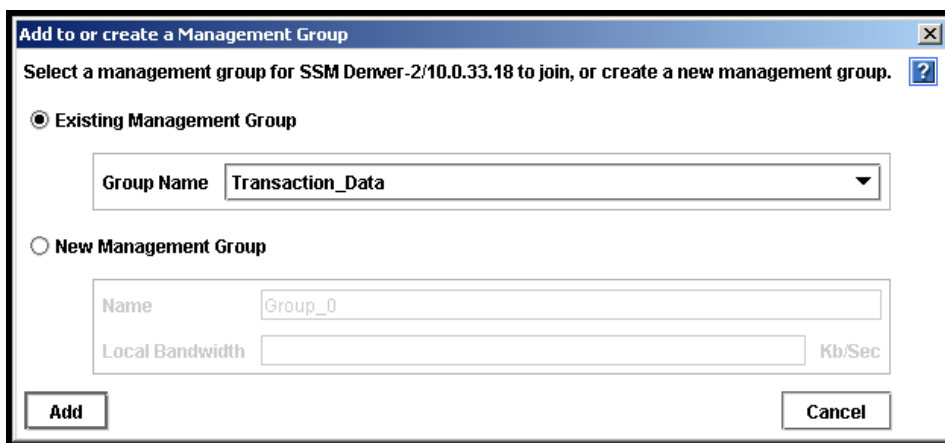 Add to or create a Management Group
Select a management group for SSM Denver-2/10.0.33.18 to join, or create a new management group. ?
Existing Management Group
Group Name Transaction_Data
New Management Group
Name Group_0
Local Bandwidth Kb/Sec
Add Cancel